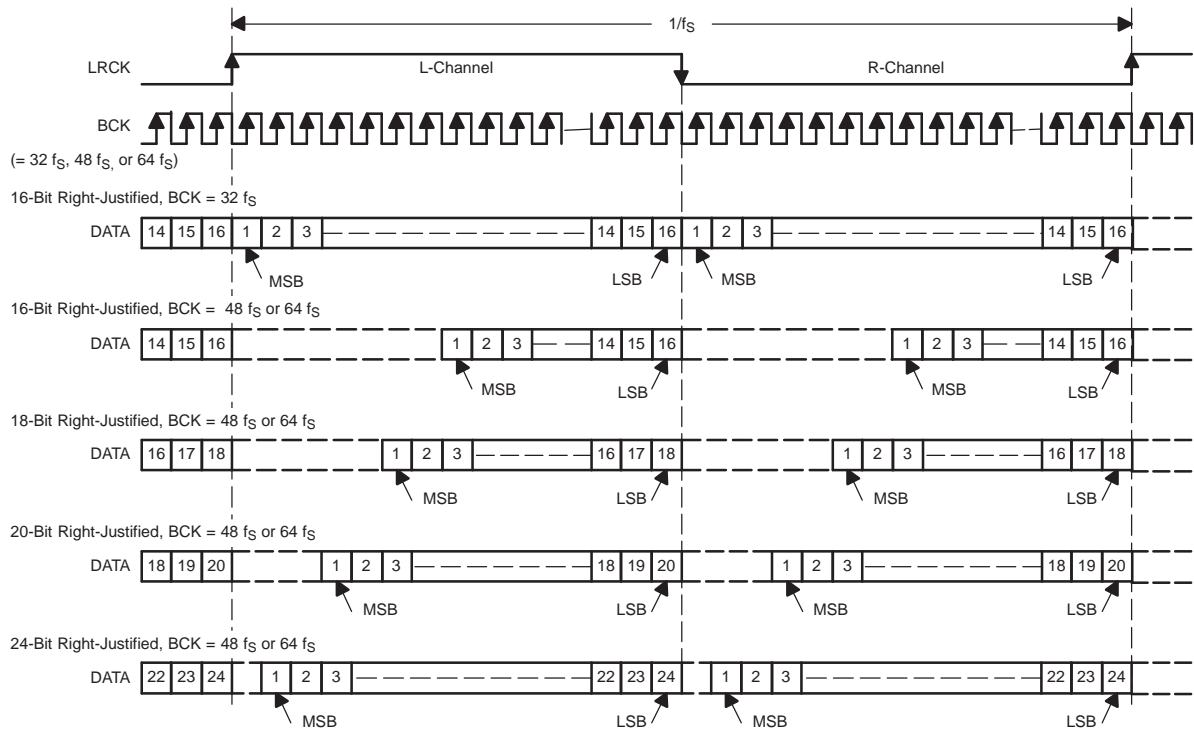 1/fS
LRCK L-Channel R-Channel
BCK
(= 32 fS, 48 fS, or 64 fS)
16-Bit Right-Justified, BCK = 32 fS
DATA 14 15 16 1 2 3 14 15 16 1 2 3 14 15 16
MSB LSB MSB LSB
16-Bit Right-Justified, BCK = 48 fS or 64 fS
DATA 14 15 16 1 2 3 14 15 16 1 2 3 14 15 16
MSB LSB MSB LSB
18-Bit Right-Justified, BCK = 48 fS or 64 fS
DATA 16 17 18 1 2 3 16 17 18 1 2 3 16 17 18
MSB LSB MSB LSB
20-Bit Right-Justified, BCK = 48 fS or 64 fS
DATA 18 19 20 1 2 3 18 19 20 1 2 3 18 19 20
MSB LSB MSB LSB
24-Bit Right-Justified, BCK = 48 fS or 64 fS
DATA 22 23 24 1 2 3 22 23 24 1 2 3 22 23 24
MSB LSB MSB LSB